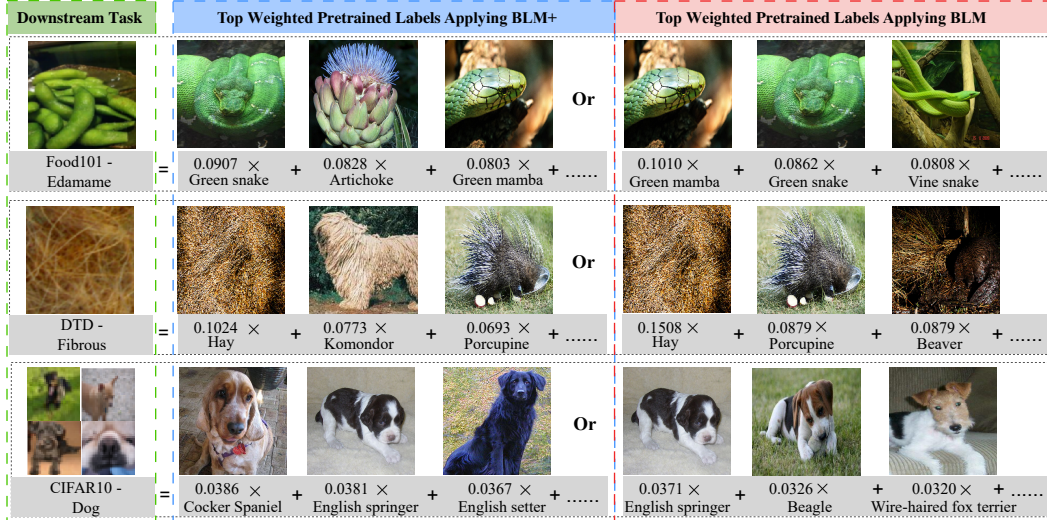 Downstream Task
Top Weighted Pretrained Labels Applying BLM+
Top Weighted Pretrained Labels Applying BLM
Or
Food101 -
Edamame
=
0.0907 ×
Green snake
+
0.0828 ×
Artichoke
+
0.0803 ×
Green mamba
+ ......
0.1010 ×
Green mamba
+
0.0862 ×
Green snake
+
0.0808 ×
Vine snake
+ ......
Or
DTD -
Fibrous
=
0.1024 ×
Hay
+
0.0773 ×
Komondor
+
0.0693 ×
Porcupine
+ ......
0.1508 ×
Hay
+
0.0879 ×
Porcupine
+
0.0879 ×
Beaver
+ ......
Or
CIFAR10 -
Dog
=
0.0386 ×
Cocker Spaniel
+
0.0381 ×
English springer
+
0.0367 ×
English setter
+ ......
0.0371 ×
English springer
+
0.0326 ×
Beagle
+
0.0320 ×
Wire-haired fox terrier
+ ......